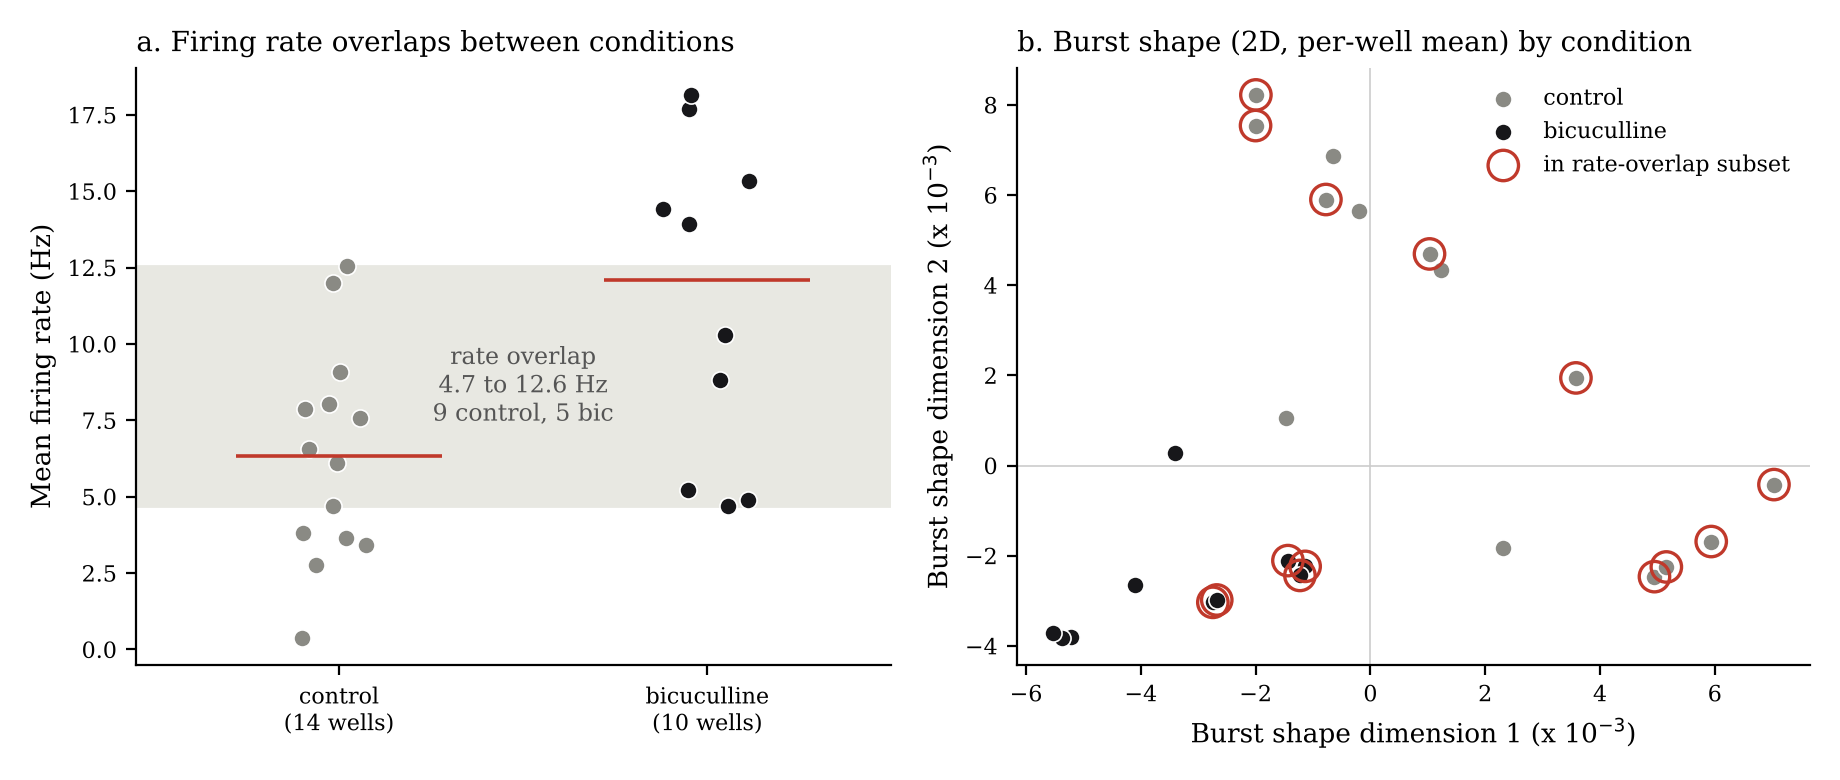 a. Firing rate overlaps between conditions
Mean firing rate (Hz)
17.5
15.0
12.5
10.0
7.5
5.0
2.5
0.0
rate overlap
4.7 to 12.6 Hz
9 control, 5 bic
control
(14 wells)
bicuculline
(10 wells)
b. Burst shape (2D, per-well mean) by condition
Burst shape dimension 2 (x 10⁻³)
8
6
4
2
0
−2
−4
control
bicuculline
in rate-overlap subset
−6
−4
−2
0
2
4
6
Burst shape dimension 1 (x 10⁻³)